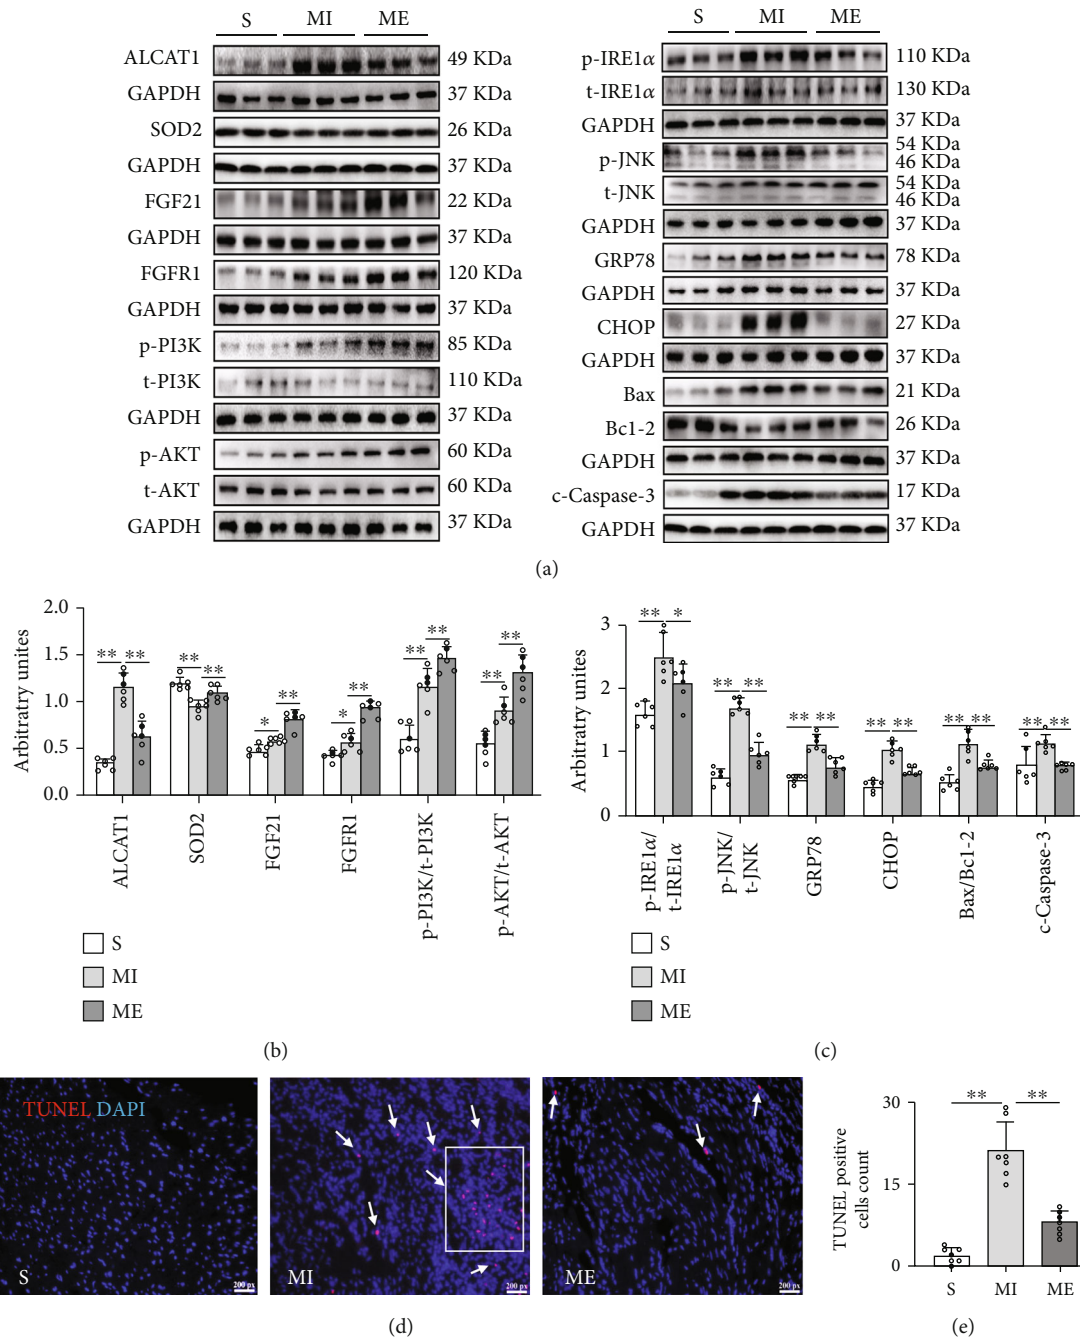 S MI ME
ALCAT1 49 KDa
GAPDH 37 KDa
SOD2 26 KDa
GAPDH 37 KDa
FGF21 22 KDa
GAPDH 37 KDa
FGFR1 120 KDa
GAPDH 37 KDa
p-PI3K 85 KDa
t-PI3K 110 KDa
GAPDH 37 KDa
p-AKT 60 KDa
t-AKT 60 KDa
GAPDH 37 KDa
S MI ME
p-IRE1α 110 KDa
t-IRE1α 130 KDa
GAPDH 37 KDa
p-JNK 54 KDa
46 KDa
t-JNK 54 KDa
46 KDa
GAPDH 37 KDa
GRP78 78 KDa
GAPDH 37 KDa
CHOP 27 KDa
GAPDH 37 KDa
Bax 21 KDa
Bc1-2 26 KDa
GAPDH 37 KDa
c-Caspase-3 17 KDa
GAPDH 37 KDa
(a)
Arbitratry unites
2.0
1.5
1.0
0.5
0.0
** ** ** ** * ** * ** ** ** ** **
ALCAT1
SOD2
FGF21
FGFR1
p-PI3K/t-PI3K
p-AKT/t-AKT
S
MI
ME
(b)
Arbitratry unites
3
2
1
0
** * ** ** ** ** ** ** ** ** ** **
p-IRE1α/
t-IRE1α
p-JNK/
t-JNK
GRP78
CHOP
Bax/Bc1-2
c-Caspase-3
S
MI
ME
(c)
TUNEL DAPI
S
200 px
MI
200 px
ME
200 px
(d)
TUNEL positive
cells count
30
15
0
** **
S MI ME
(e)